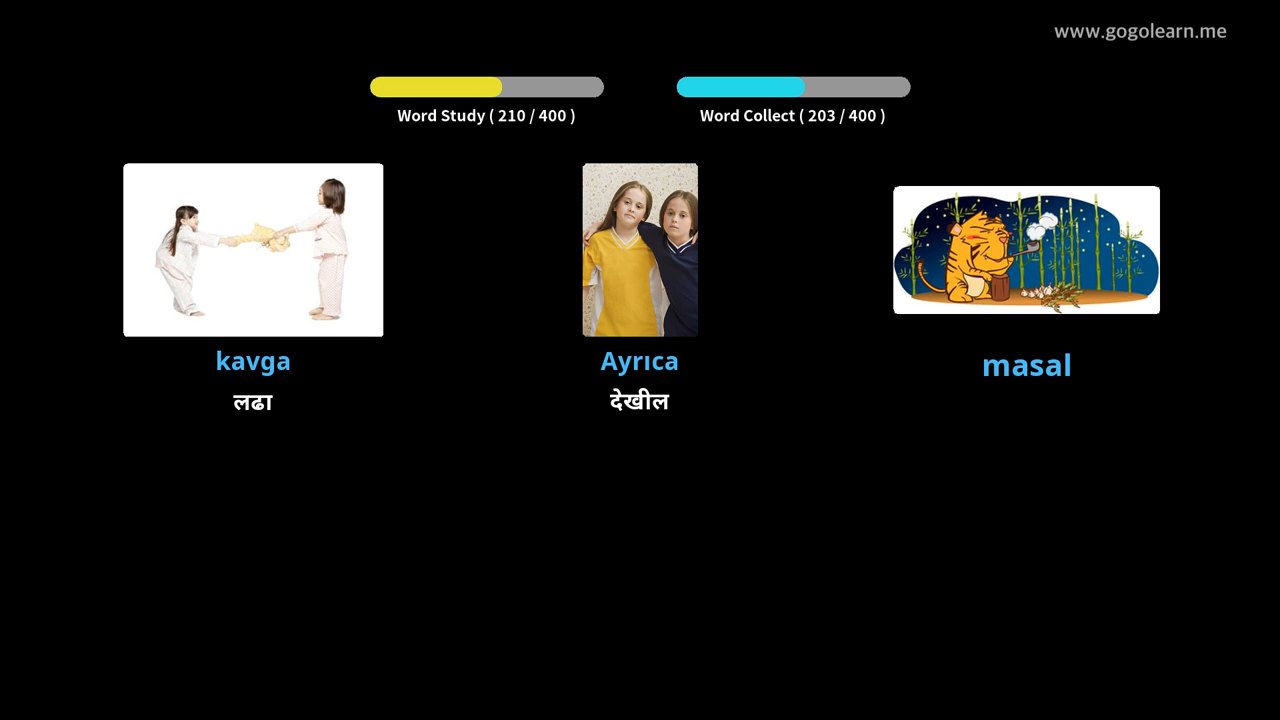 www.gogolearn.me
Word Study ( 210 / 400 )
Word Collect ( 203 / 400 )
kavga
Ayrıca
masal
लढा
देखील